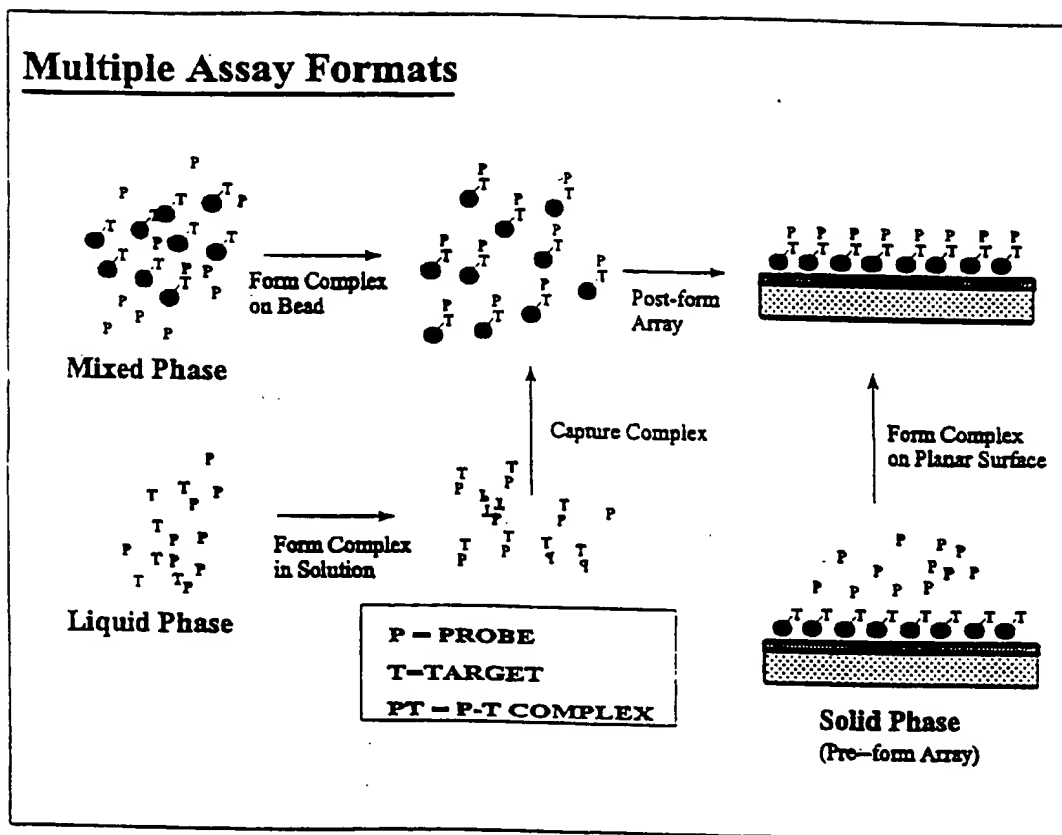 Multiple Assay Formats
Form Complex
on Bead
Post-form
Array
Mixed Phase
Capture Complex
Form Complex
on Planar Surface
Form Complex
in Solution
Liquid Phase
P = PROBE
T=TARGET
PT = P-T COMPLEX
Solid Phase
(Pre-form Array)